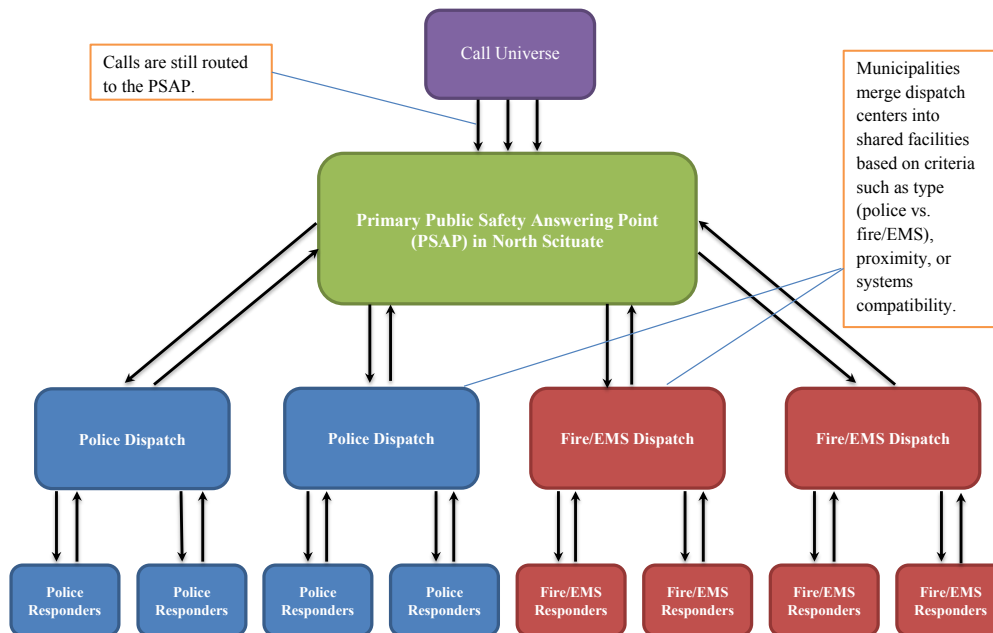 Call Universe
Calls are still routed
to the PSAP.
Municipalities
merge dispatch
centers into
shared facilities
based on criteria
such as type
(police vs.
fire/EMS),
proximity, or
systems
compatibility.
Primary Public Safety Answering Point
(PSAP) in North Scituate
Police Dispatch
Police Dispatch
Fire/EMS Dispatch
Fire/EMS Dispatch
Police
Responders
Police
Responders
Police
Responders
Police
Responders
Fire/EMS
Responders
Fire/EMS
Responders
Fire/EMS
Responders
Fire/EMS
Responders